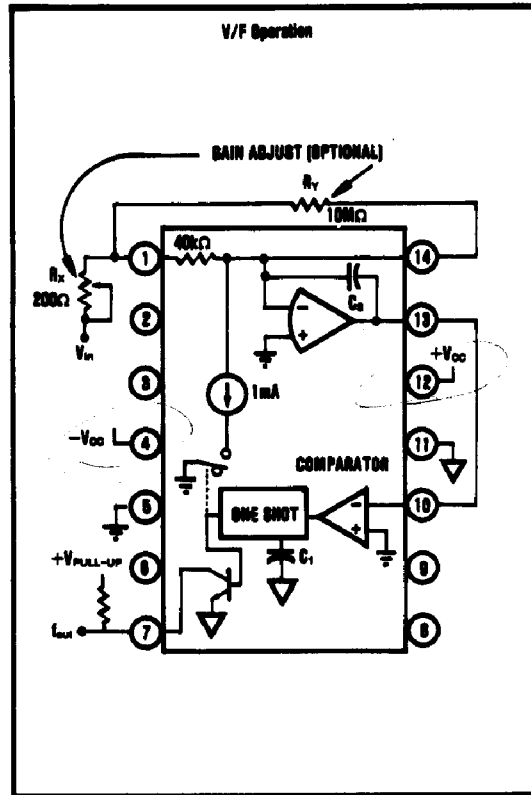 V/F Operation
GAIN ADJUST (OPTIONAL)
RY
10MΩ
40kΩ
1
14
RX
200Ω
C2
2
13
Vin
+VCC
1mA
3
12
-VCC
4
11
COMPARATOR
5
ONE SHOT
10
+VPULL-UP
C1
6
9
fout
7
8